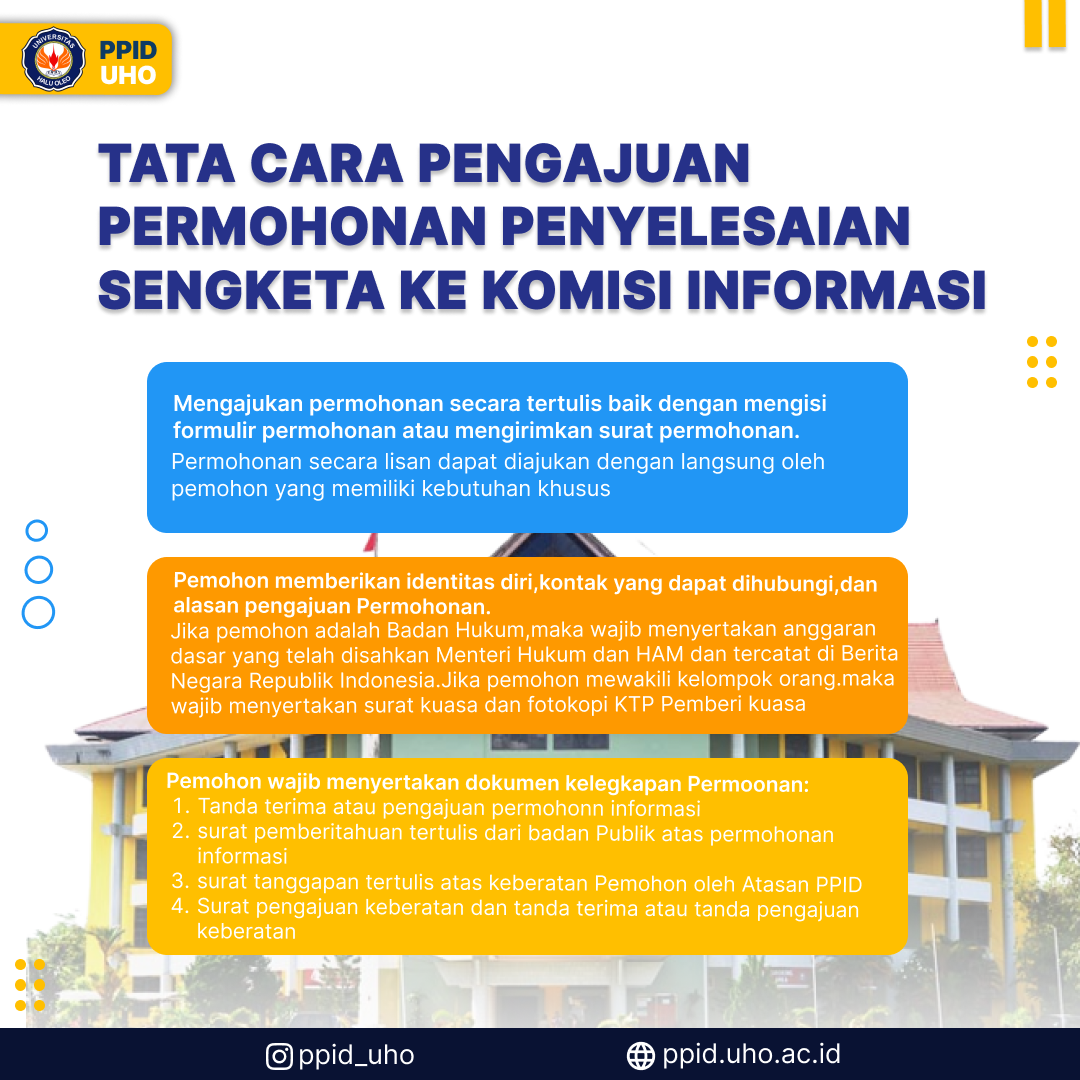 UNIVERSITAS
HALU OLEO
PPID
UHO
TATA CARA PENGAJUAN
PERMOHONAN PENYELESAIAN
SENGKETA KE KOMISI INFORMASI
Mengajukan permohonan secara tertulis baik dengan mengisi
formulir permohonan atau mengirimkan surat permohonan.
Permohonan secara lisan dapat diajukan dengan langsung oleh
pemohon yang memiliki kebutuhan khusus
Pemohon memberikan identitas diri,kontak yang dapat dihubungi,dan
alasan pengajuan Permohonan.
Jika pemohon adalah Badan Hukum,maka wajib menyertakan anggaran
dasar yang telah disahkan Menteri Hukum dan HAM dan tercatat di Berita
Negara Republik Indonesia.Jika pemohon mewakili kelompok orang.maka
wajib menyertakan surat kuasa dan fotokopi KTP Pemberi kuasa
Pemohon wajib menyertakan dokumen kelegkapan Permoonan:
1. Tanda terima atau pengajuan permohonn informasi
2. surat pemberitahuan tertulis dari badan Publik atas permohonan
informasi
3. surat tanggapan tertulis atas keberatan Pemohon oleh Atasan PPID
4. Surat pengajuan keberatan dan tanda terima atau tanda pengajuan
keberatan
ppid_uho
ppid.uho.ac.id